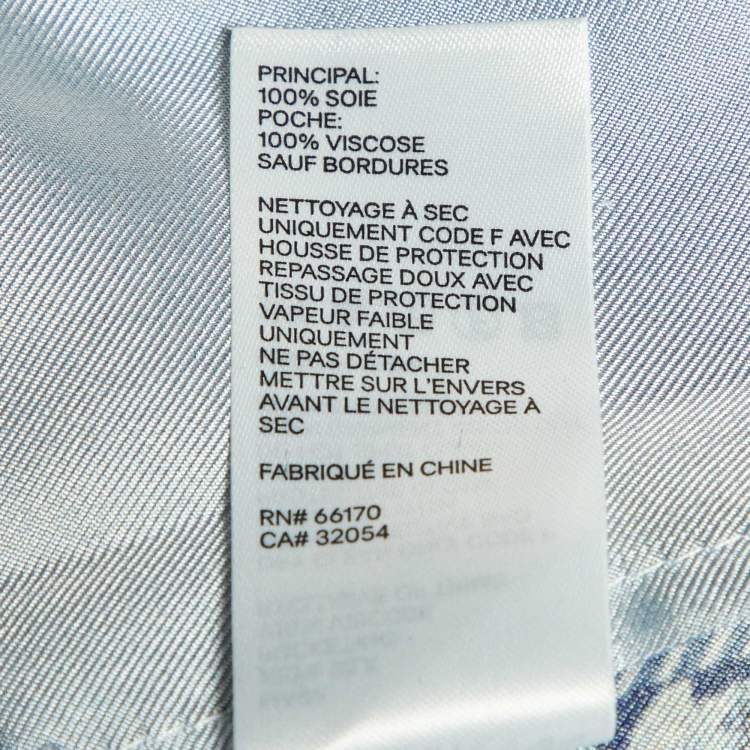 PRINCIPAL:
100% SOIE
POCHE:
100% VISCOSE
SAUF BORDURES
NETTOYAGE À SEC
UNIQUEMENT CODE F AVEC
HOUSSE DE PROTECTION
REPASSAGE DOUX AVEC
TISSU DE PROTECTION
VAPEUR FAIBLE
UNIQUEMENT
NE PAS DÉTACHER
METTRE SUR L'ENVERS
AVANT LE NETTOYAGE À
SEC
FABRIQUÉ EN CHINE
RN# 66170
CA# 32054